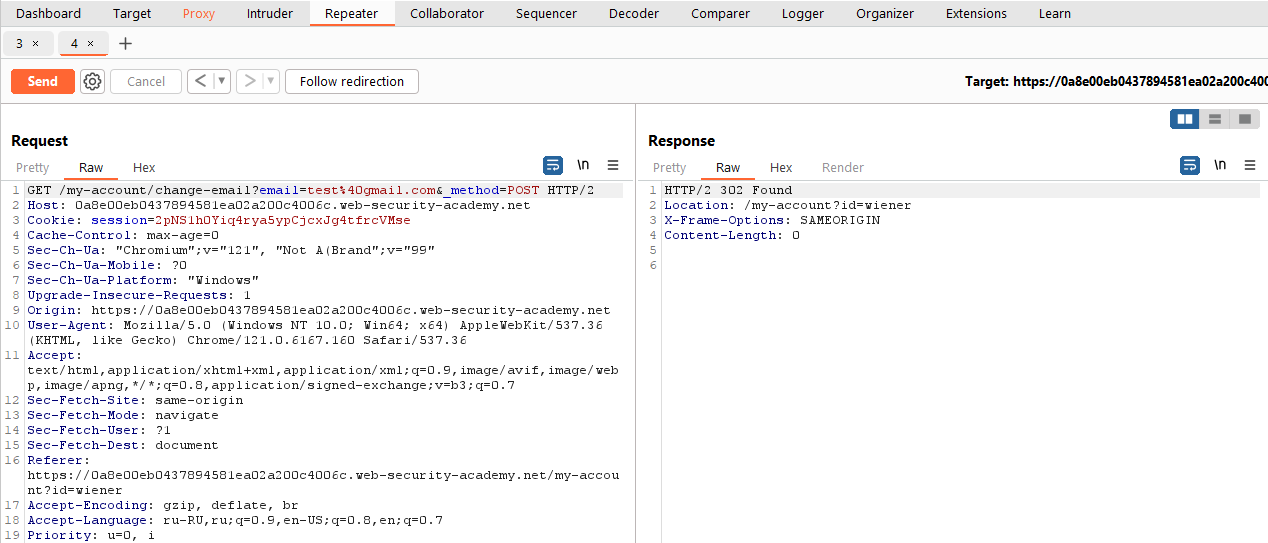 Dashboard Target Proxy Intruder Repeater Collaborator Sequencer Decoder Comparer Logger Organizer Extensions Learn
3 × 4 × +
Send Cancel < > Follow redirection Target: https://0a8e00eb0437894581ea02a200c400
Request
Pretty Raw Hex \n
1 GET /my-account/change-email?email=test%40gmail.com&_method=POST HTTP/2
2 Host: 0a8e00eb0437894581ea02a200c4006c.web-security-academy.net
3 Cookie: session=2pNS1h0Yiq4rya5ypCjcxJg4tfrcVMse
4 Cache-Control: max-age=0
5 Sec-Ch-Ua: "Chromium";v="121", "Not A(Brand";v="99"
6 Sec-Ch-Ua-Mobile: ?0
7 Sec-Ch-Ua-Platform: "Windows"
8 Upgrade-Insecure-Requests: 1
9 Origin: https://0a8e00eb0437894581ea02a200c4006c.web-security-academy.net
10 User-Agent: Mozilla/5.0 (Windows NT 10.0; Win64; x64) AppleWebKit/537.36
(KHTML, like Gecko) Chrome/121.0.6167.160 Safari/537.36
11 Accept:
text/html,application/xhtml+xml,application/xml;q=0.9,image/avif,image/web
p,image/apng,*/*;q=0.8,application/signed-exchange;v=b3;q=0.7
12 Sec-Fetch-Site: same-origin
13 Sec-Fetch-Mode: navigate
14 Sec-Fetch-User: ?1
15 Sec-Fetch-Dest: document
16 Referer:
https://0a8e00eb0437894581ea02a200c4006c.web-security-academy.net/my-accou
nt?id=wiener
17 Accept-Encoding: gzip, deflate, br
18 Accept-Language: ru-RU,ru;q=0.9,en-US;q=0.8,en;q=0.7
19 Priority: u=0, i
Response
Pretty Raw Hex Render \n
1 HTTP/2 302 Found
2 Location: /my-account?id=wiener
3 X-Frame-Options: SAMEORIGIN
4 Content-Length: 0
5
6